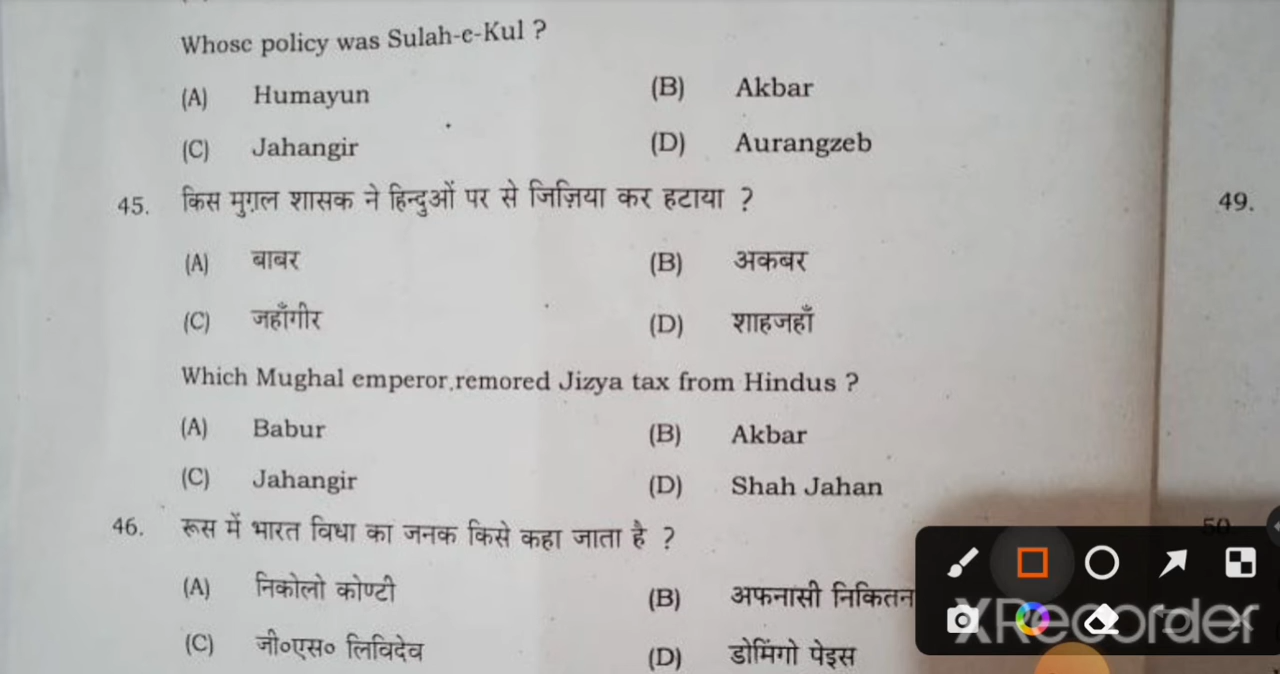 Whose policy was Sulah-e-Kul ?
(A) Humayun (B) Akbar
(C) Jahangir (D) Aurangzeb
45. किस मुग़ल शासक ने हिन्दुओं पर से जिज़िया कर हटाया ?
49.
(A) बाबर (B) अकबर
(C) जहाँगीर (D) शाहजहाँ
Which Mughal emperor remored Jizya tax from Hindus ?
(A) Babur (B) Akbar
(C) Jahangir (D) Shah Jahan
46. रूस में भारत विधा का जनक किसे कहा जाता है ?
50.
(A) निकोलो कोण्टी (B) अफनासी निकितन
(C) जी०एस० लिविदेव (D) डोमिंगो पेइस
XRecorder